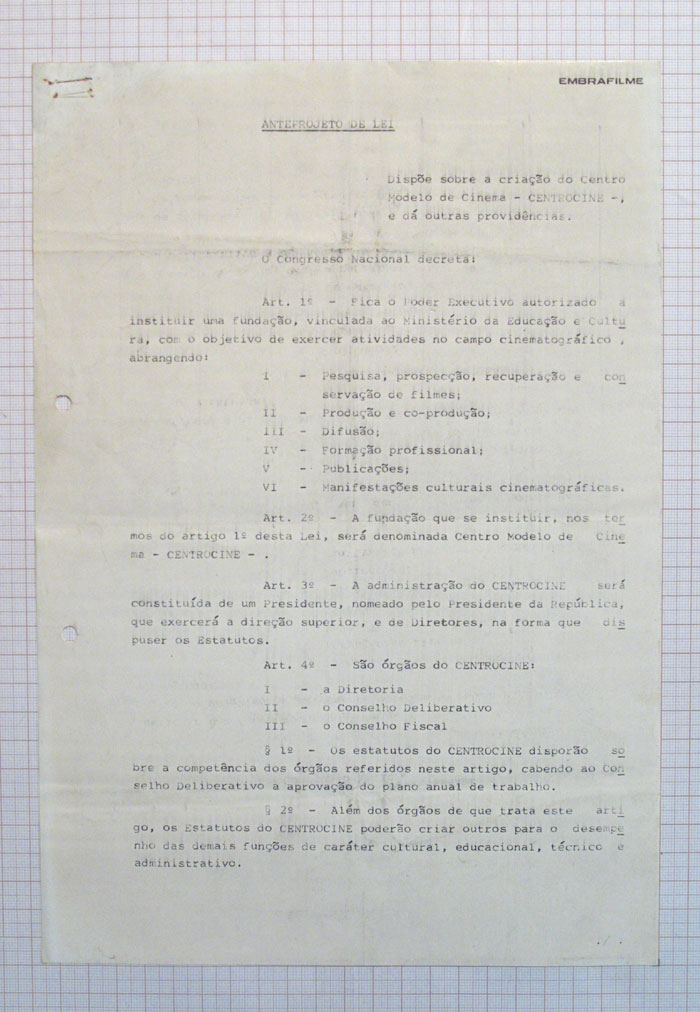 EMBRAFILME
ANTEPROJETO DE LEI
Dispõe sobre a criação do Centro
Modelo de Cinema - CENTROCINE -,
e dá outras providências.
O Congresso Nacional decreta:
Art. 1º - Fica o Poder Executivo autorizado a
instituir uma fundação, vinculada ao Ministério da Educação e Cultu
ra, com o objetivo de exercer atividades no campo cinematográfico ,
abrangendo:
I - Pesquisa, prospecção, recuperação e con
servação de filmes;
II - Produção e co-produção;
III - Difusão;
IV - Formação profissional;
V - Publicações;
VI - Manifestações culturais cinematográficas.
Art. 2º - A fundação que se instituir, nos ter
mos do artigo 1º desta Lei, será denominada Centro Modelo de Cine
ma - CENTROCINE - .
Art. 3º - A administração do CENTROCINE será
constituída de um Presidente, nomeado pelo Presidente da República,
que exercerá a direção superior, e de Diretores, na forma que dis
puser os Estatutos.
Art. 4º - São órgãos do CENTROCINE:
I - a Diretoria
II - o Conselho Deliberativo
III - o Conselho Fiscal
§ 1º - Os estatutos do CENTROCINE disporão so
bre a competência dos órgãos referidos neste artigo, cabendo ao Con
selho Deliberativo a aprovação do plano anual de trabalho.
§ 2º - Além dos órgãos de que trata este arti
go, os Estatutos do CENTROCINE poderão criar outros para o desempe
nho das demais funções de caráter cultural, educacional, técnico e
administrativo.
./.